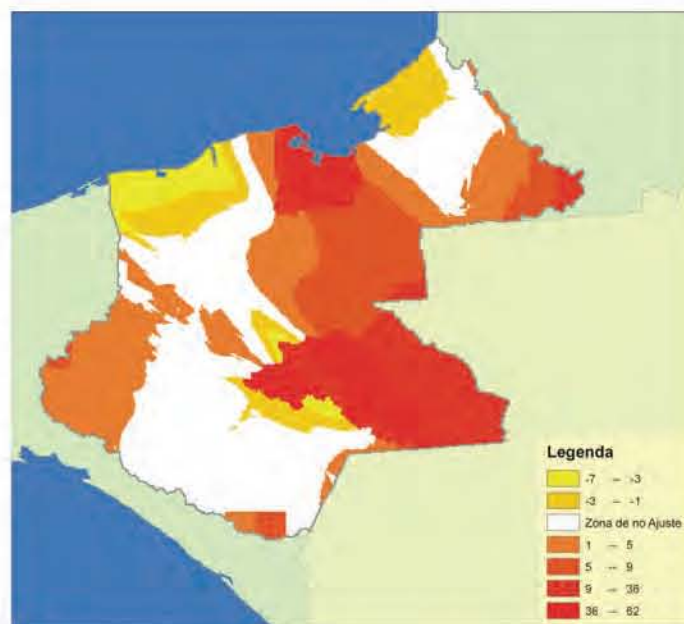 Legenda
-7 -- -3
-3 -- -1
Zona de no Ajuste
1 -- 5
5 -- 9
9 -- 36
36 -- 62